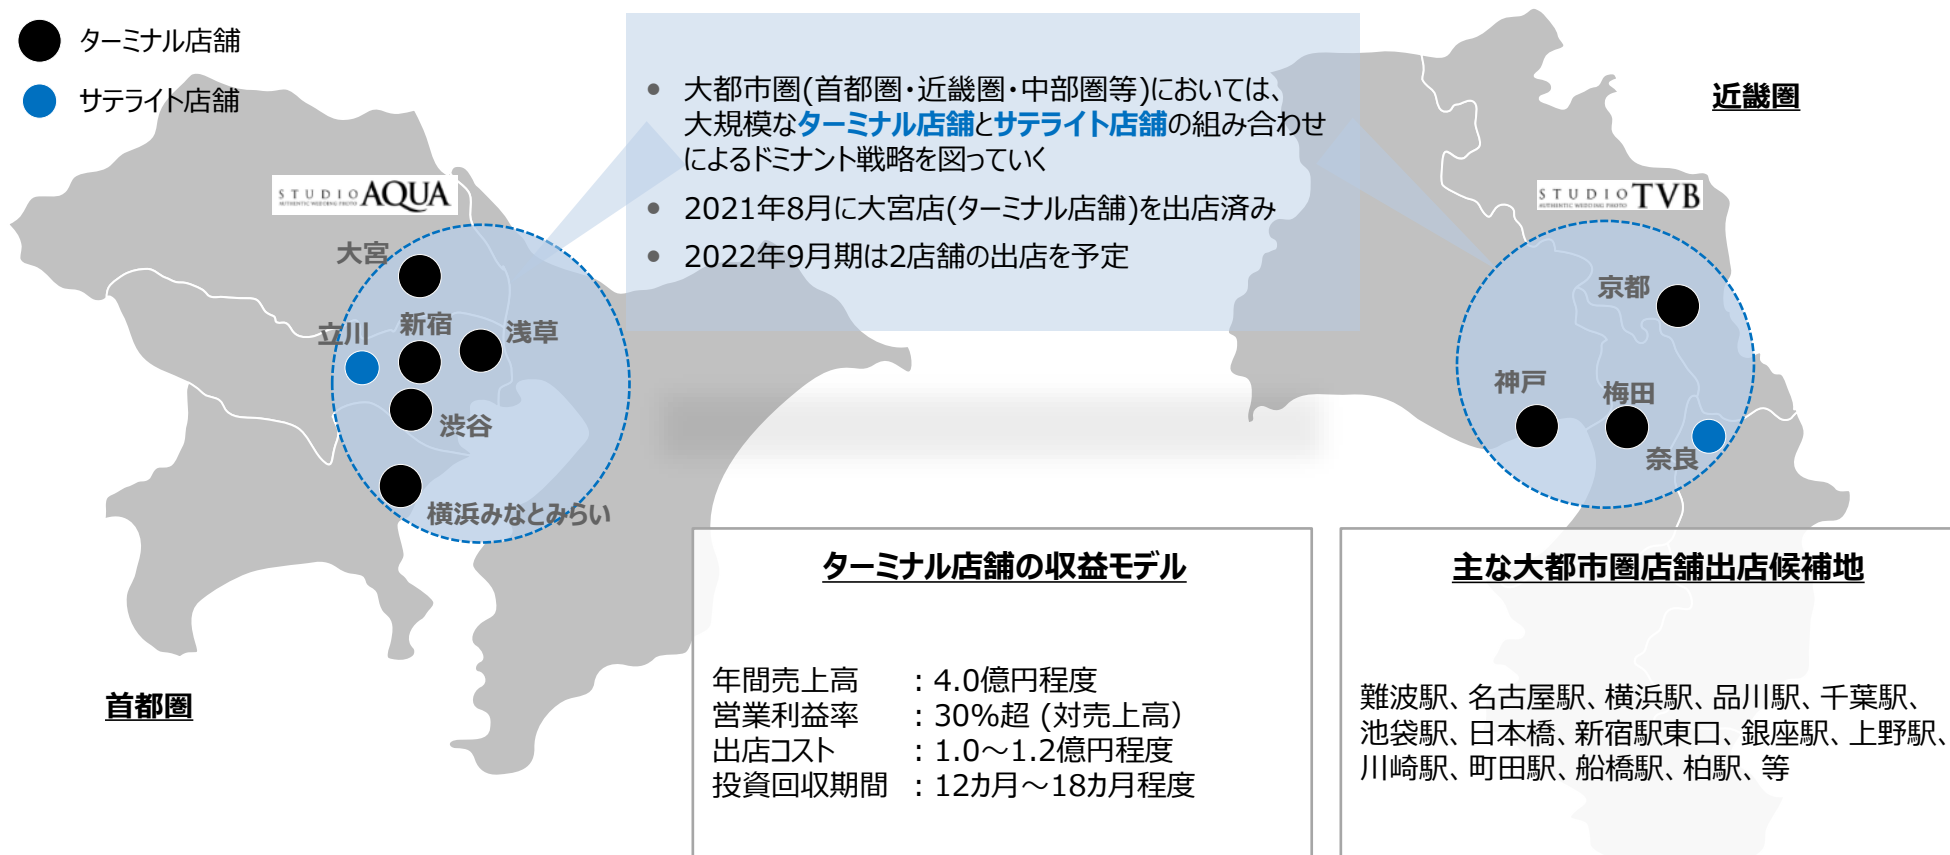 ターミナル店舗
サテライト店舗
• 大都市圏(首都圏・近畿圏・中部圏等)においては、
大規模なターミナル店舗とサテライト店舗の組み合わせ
によるドミナント戦略を図っていく
• 2021年8月に大宮店(ターミナル店舗)を出店済み
• 2022年9月期は2店舗の出店を予定
近畿圏
STUDIO AQUA
AUTHENTIC WEDDING PHOTO
大宮
立川
新宿
浅草
渋谷
横浜みなとみらい
首都圏
STUDIO TVB
AUTHENTIC WEDDING PHOTO
京都
神戸
梅田
奈良
ターミナル店舗の収益モデル
年間売上高 : 4.0億円程度
営業利益率 : 30%超 (対売上高)
出店コスト : 1.0~1.2億円程度
投資回収期間 : 12カ月~18カ月程度
主な大都市圏店舗出店候補地
難波駅、名古屋駅、横浜駅、品川駅、千葉駅、
池袋駅、日本橋、新宿駅東口、銀座駅、上野駅、
川崎駅、町田駅、船橋駅、柏駅、等